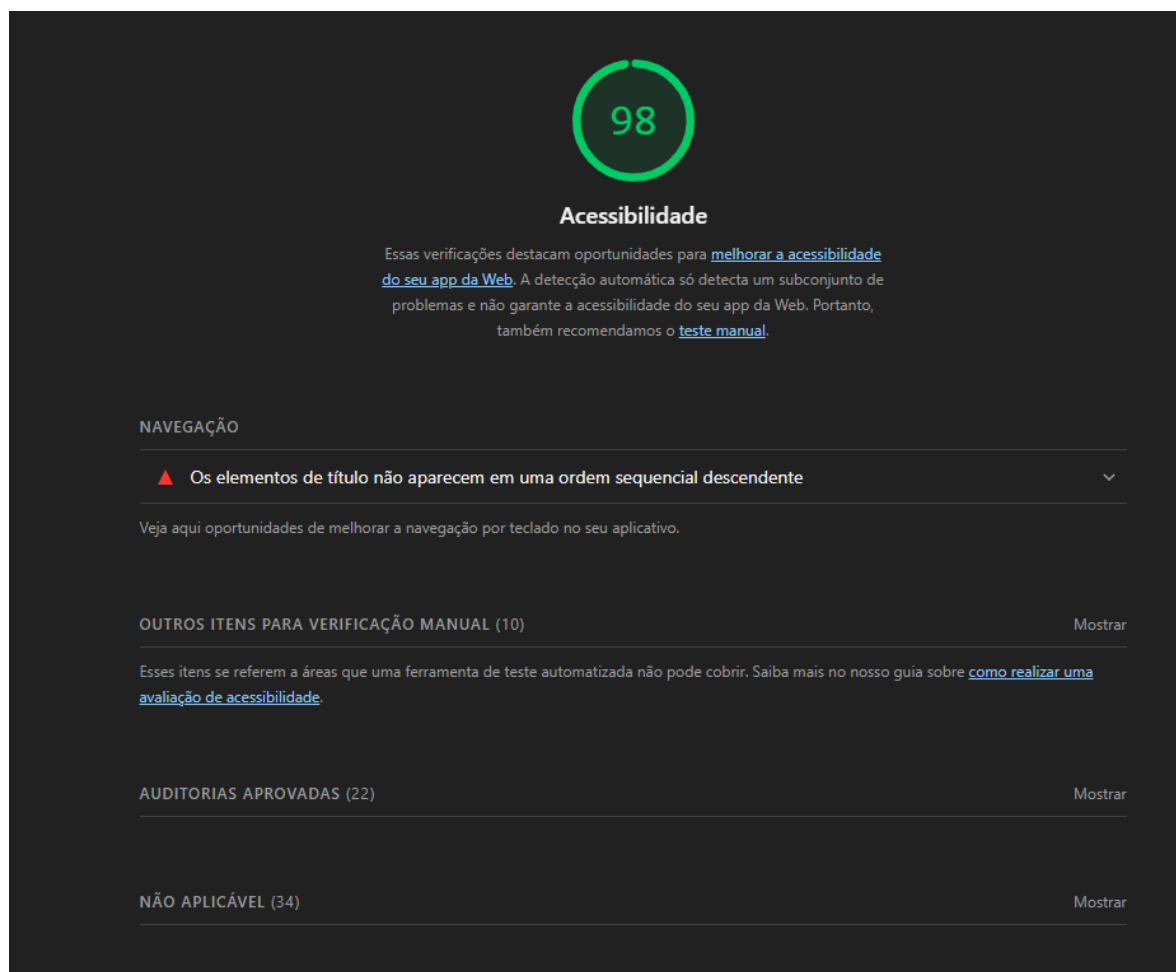 98
Acessibilidade
Essas verificações destacam oportunidades para melhorar a acessibilidade
do seu app da Web. A detecção automática só detecta um subconjunto de
problemas e não garante a acessibilidade do seu app da Web. Portanto,
também recomendamos o teste manual.
NAVEGAÇÃO
Os elementos de título não aparecem em uma ordem sequencial descendente
Veja aqui oportunidades de melhorar a navegação por teclado no seu aplicativo.
OUTROS ITENS PARA VERIFICAÇÃO MANUAL (10) Mostrar
Esses itens se referem a áreas que uma ferramenta de teste automatizada não pode cobrir. Saiba mais no nosso guia sobre como realizar uma
avaliação de acessibilidade.
AUDITORIAS APROVADAS (22) Mostrar
NÃO APLICÁVEL (34) Mostrar